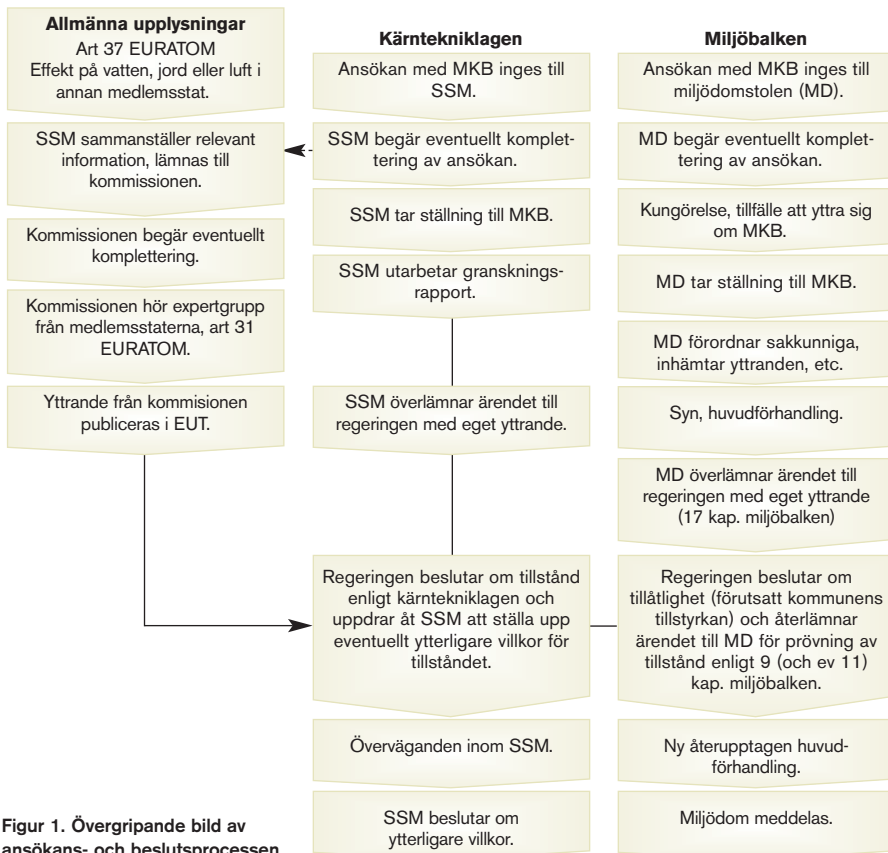 Allmänna upplysningar
Art 37 EURATOM
Effekt på vatten, jord eller luft i
annan medlemsstat.
SSM sammanställer relevant
information, lämnas till
kommissionen.
Kommissionen begär eventuellt
komplettering.
Kommissionen hör expertgrupp
från medlemsstaterna, art 31
EURATOM.
Yttrande från kommisionen
publiceras i EUT.
Kärntekniklagen
Ansökan med MKB inges till
SSM.
SSM begär eventuellt komplet-
tering av ansökan.
SSM tar ställning till MKB.
SSM utarbetar gransknings-
rapport.
SSM överlämnar ärendet till
regeringen med eget yttrande.
Regeringen beslutar om tillstånd
enligt kärntekniklagen och
uppdrar åt SSM att ställa upp
eventuellt ytterligare villkor för
tillståndet.
Överväganden inom SSM.
SSM beslutar om
ytterligare villkor.
Miljöbalken
Ansökan med MKB inges till
miljödomstolen (MD).
MD begär eventuellt komplet-
tering av ansökan.
Kungörelse, tillfälle att yttra sig
om MKB.
MD tar ställning till MKB.
MD förordnar sakkunniga,
inhämtar yttranden, etc.
Syn, huvudförhandling.
MD överlämnar ärendet till
regeringen med eget yttrande
(17 kap. miljöbalken)
Regeringen beslutar om
tillåtlighet (förutsatt kommunens
tillstyrkan) och återlämnar
ärendet till MD för prövning av
tillstånd enligt 9 (och ev 11)
kap. miljöbalken.
Ny återupptagen huvud-
förhandling.
Miljödom meddelas.
Figur 1. Övergripande bild av
ansökans- och beslutsprocessen